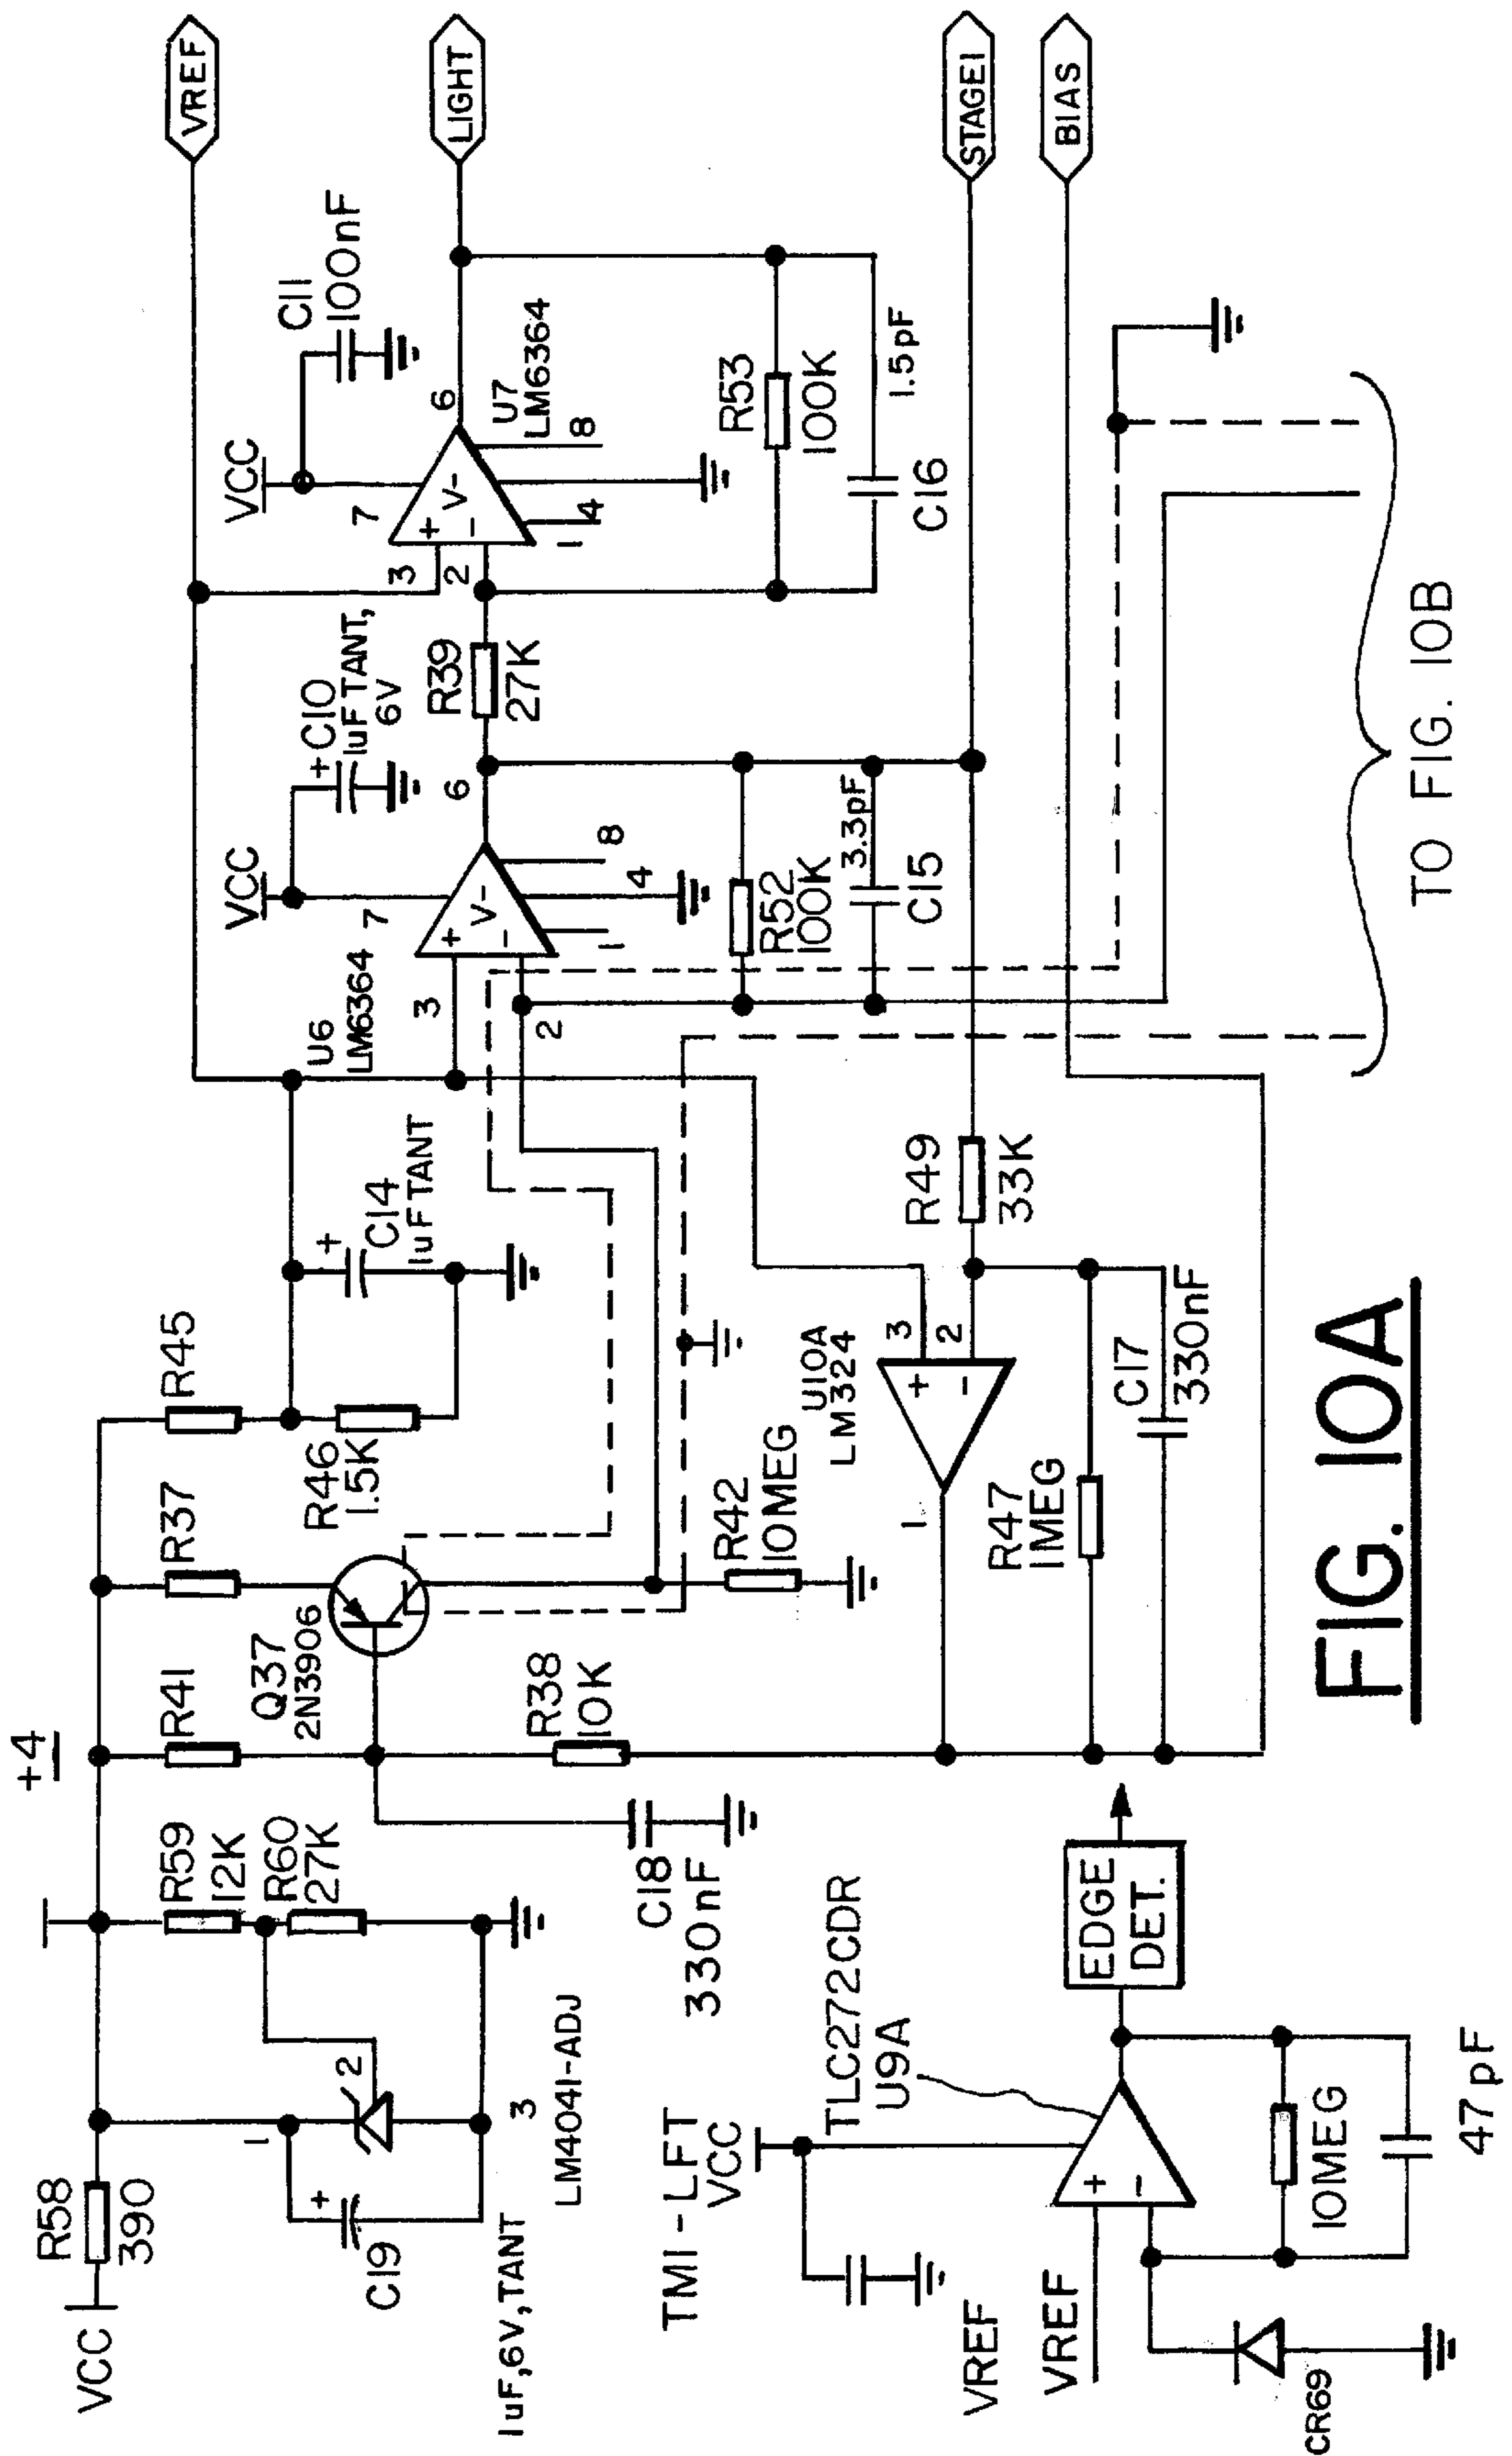 VREF
LIGHT
STAGE1
BIAS
C11
100nF
VCC
7
6
U7
LM6364
8
+
V-
-
3
2
4
1
R53
100K
1.5pF
C16
R39
27K
+
C10
1uF TANT,
6V
VCC
7
6
8
4
1
+
V-
-
U6
LM6364
3
2
R52
100K
3.3pF
C15
TO FIG. 10B
+
C14
1uF TANT
R45
R46
1.5K
R37
R41
+4
Q37
2N3906
R38
10K
R42
10MEG
R49
33K
U10A
LM324
3
2
+
-
1
R47
1MEG
C17
330nF
R59
12K
R60
27K
C18
330nF
VCC
R58
390
1
2
3
+
C19
LM4041-ADJ
1uF,6V,TANT
TM1-LFT
VCC
TLC272CDR
U9A
EDGE
DET.
VREF
VREF
+
-
10MEG
47pF
CR69
FIG. 10A